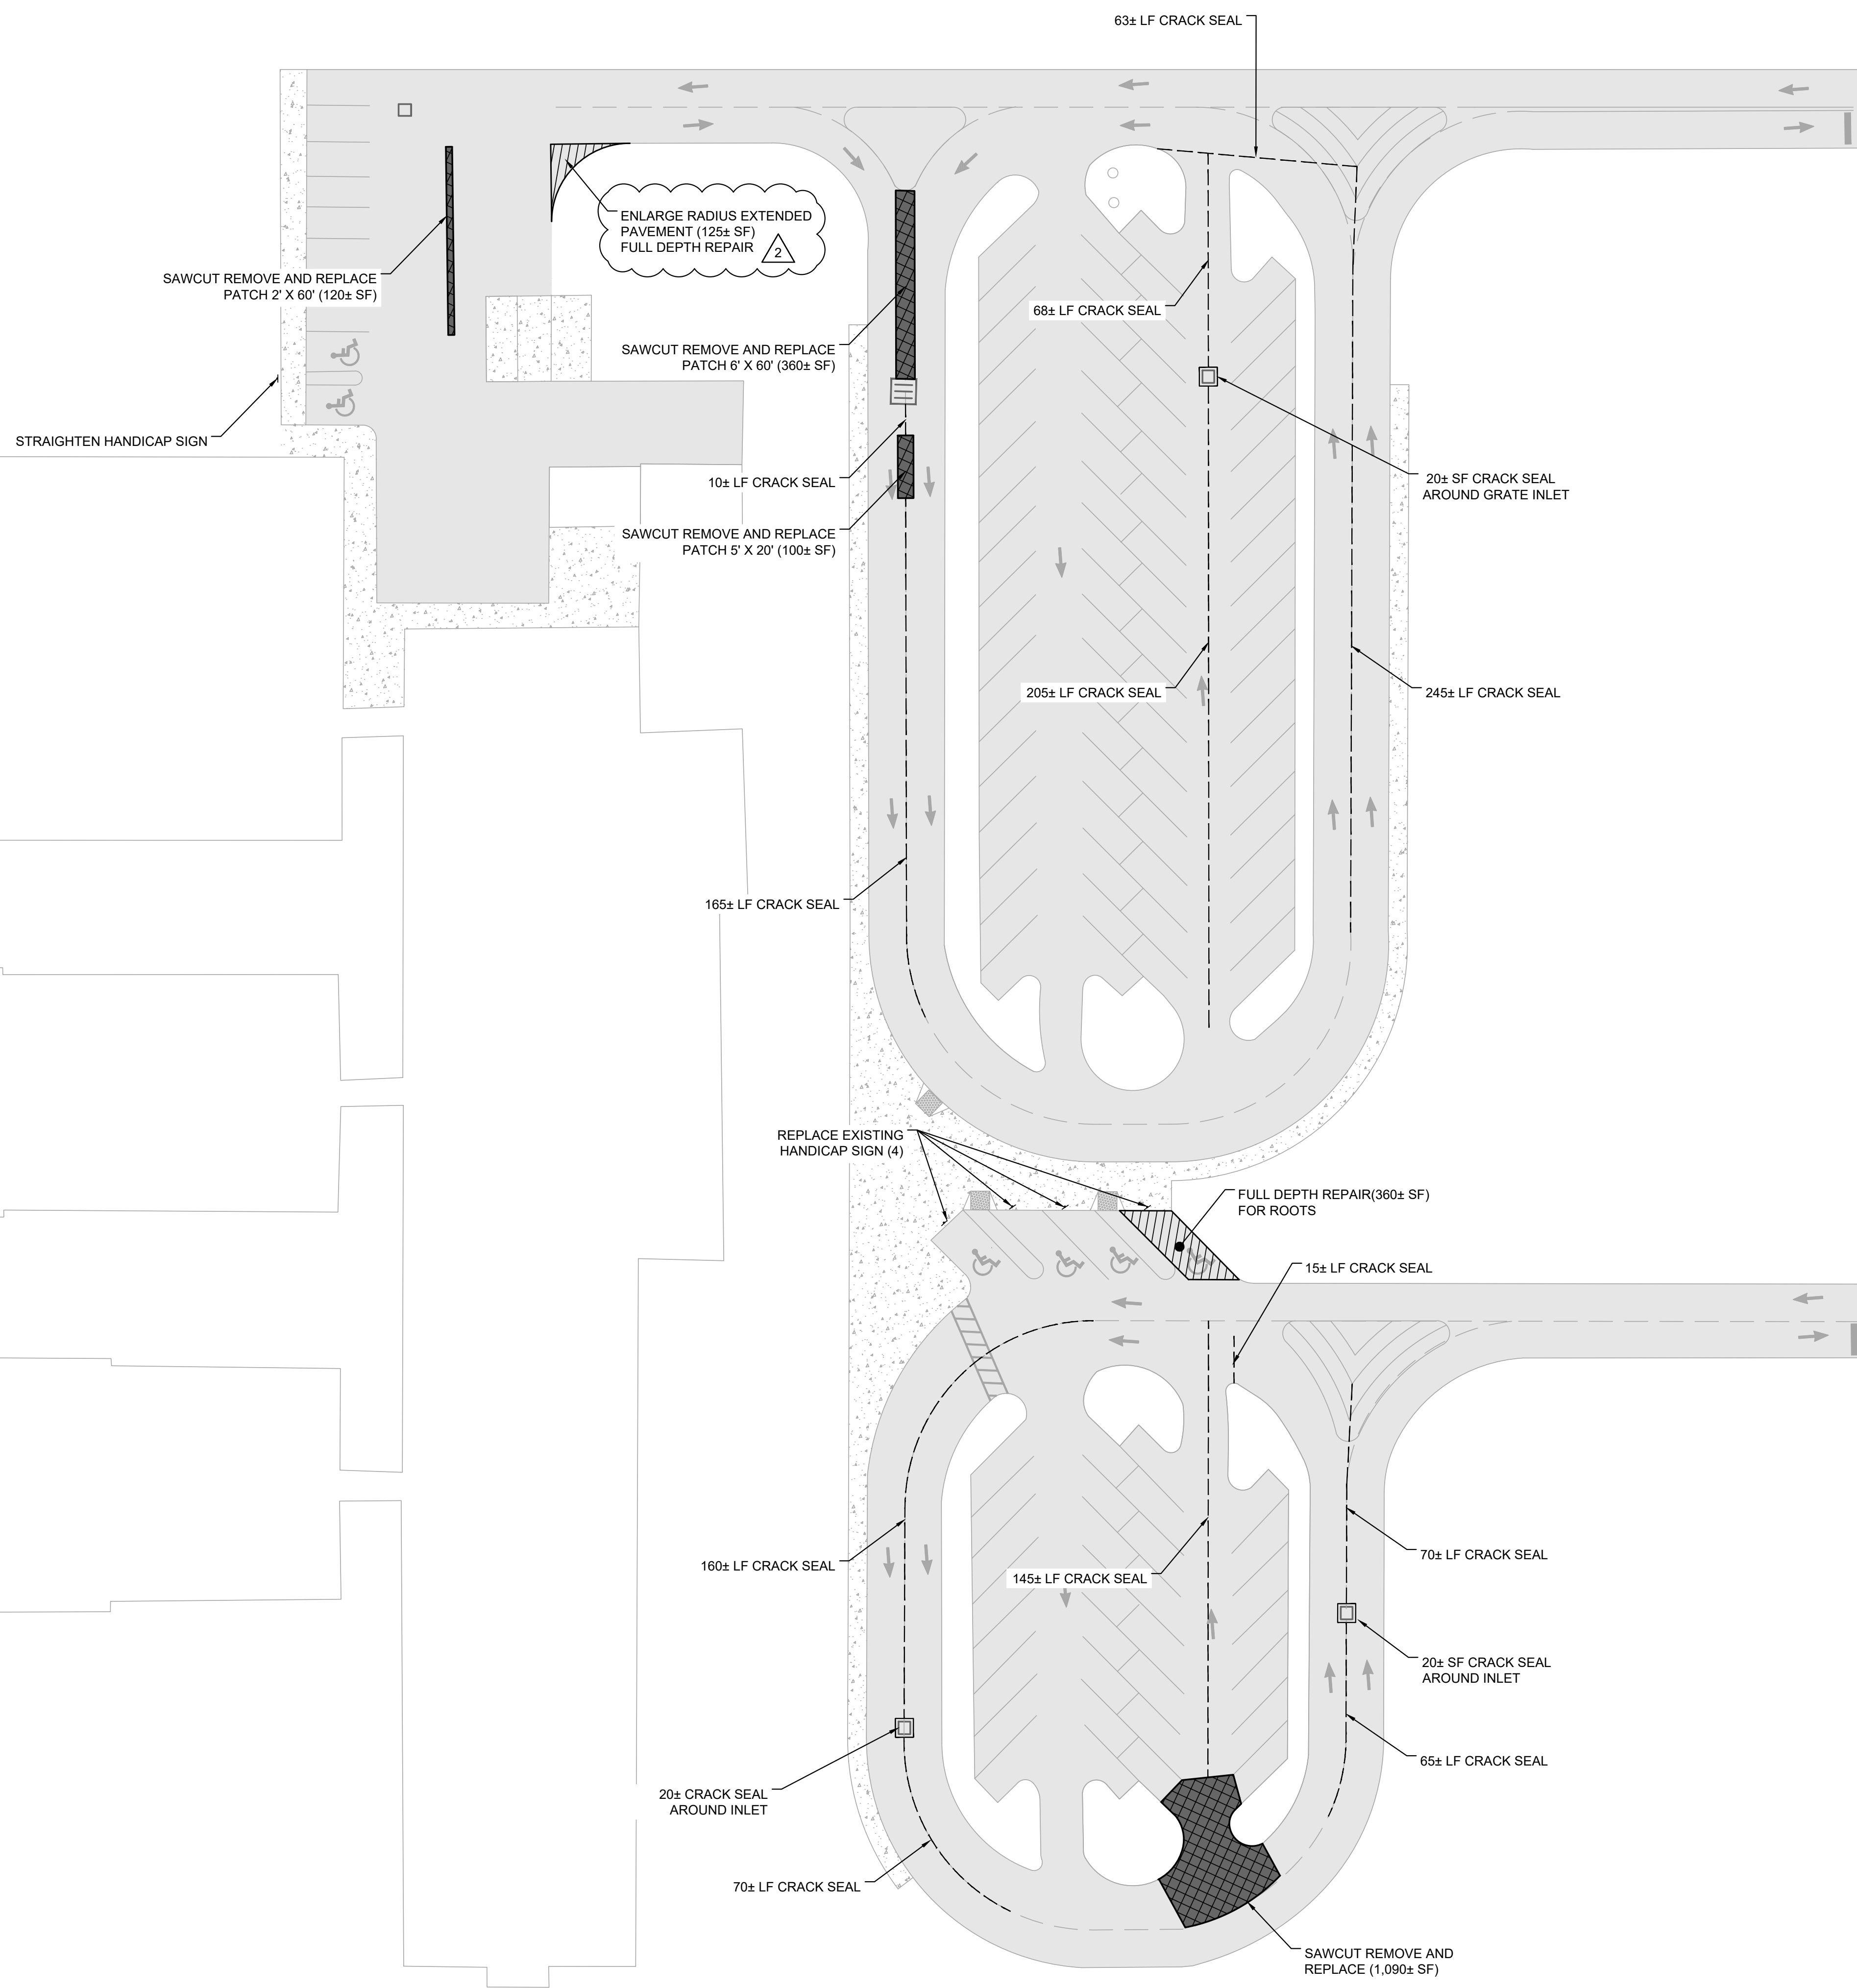 63± LF CRACK SEAL
ENLARGE RADIUS EXTENDED
PAVEMENT (125± SF)
FULL DEPTH REPAIR
2
SAWCUT REMOVE AND REPLACE
PATCH 2' X 60' (120± SF)
68± LF CRACK SEAL
SAWCUT REMOVE AND REPLACE
PATCH 6' X 60' (360± SF)
STRAIGHTEN HANDICAP SIGN
10± LF CRACK SEAL
20± SF CRACK SEAL
AROUND GRATE INLET
SAWCUT REMOVE AND REPLACE
PATCH 5' X 20' (100± SF)
205± LF CRACK SEAL
245± LF CRACK SEAL
165± LF CRACK SEAL
REPLACE EXISTING
HANDICAP SIGN (4)
FULL DEPTH REPAIR(360± SF)
FOR ROOTS
15± LF CRACK SEAL
160± LF CRACK SEAL
145± LF CRACK SEAL
70± LF CRACK SEAL
20± SF CRACK SEAL
AROUND INLET
65± LF CRACK SEAL
20± CRACK SEAL
AROUND INLET
70± LF CRACK SEAL
SAWCUT REMOVE AND
REPLACE (1,090± SF)